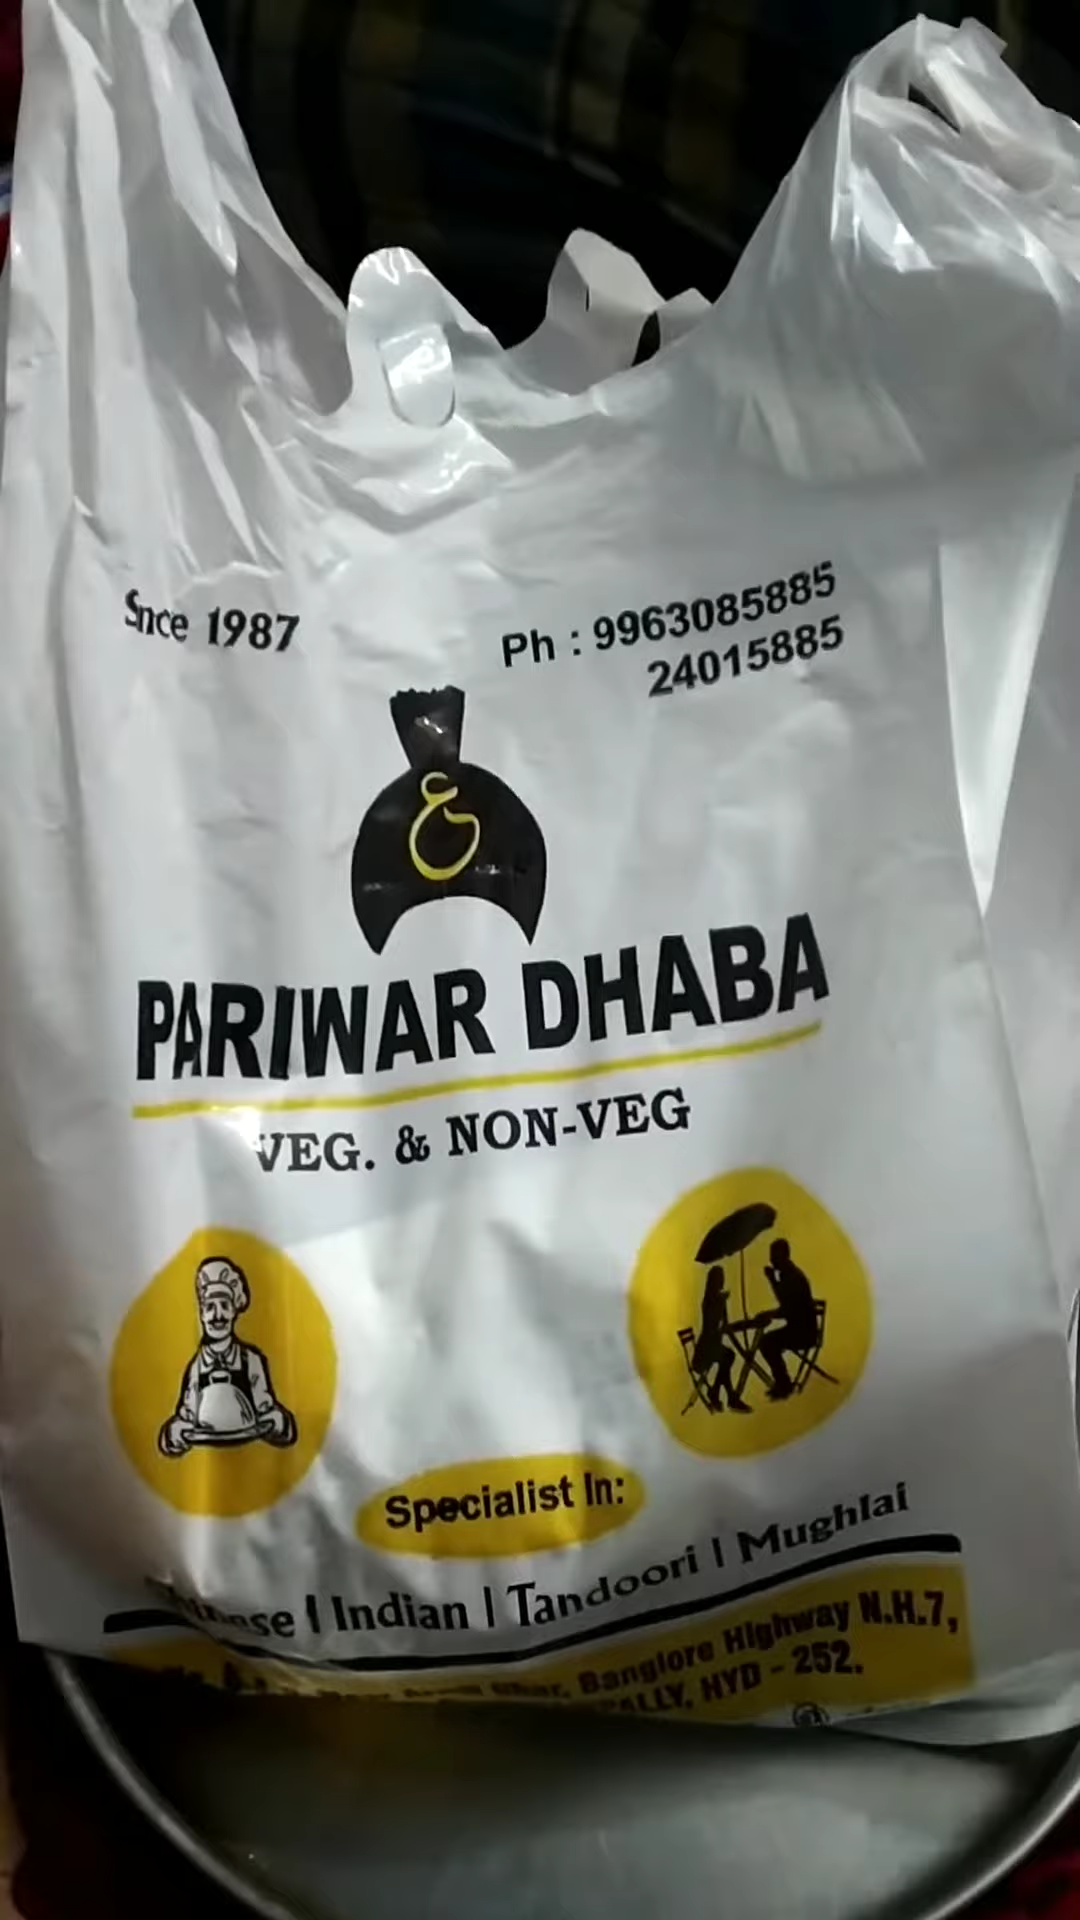 Snce 1987
Ph : 9963085885
24015885
ع
PARIWAR DHABA
VEG. & NON-VEG
Specialist In:
| Indian | Tandoori | Mughlai
Banglore Highway N.H.7,
HYD - 252.